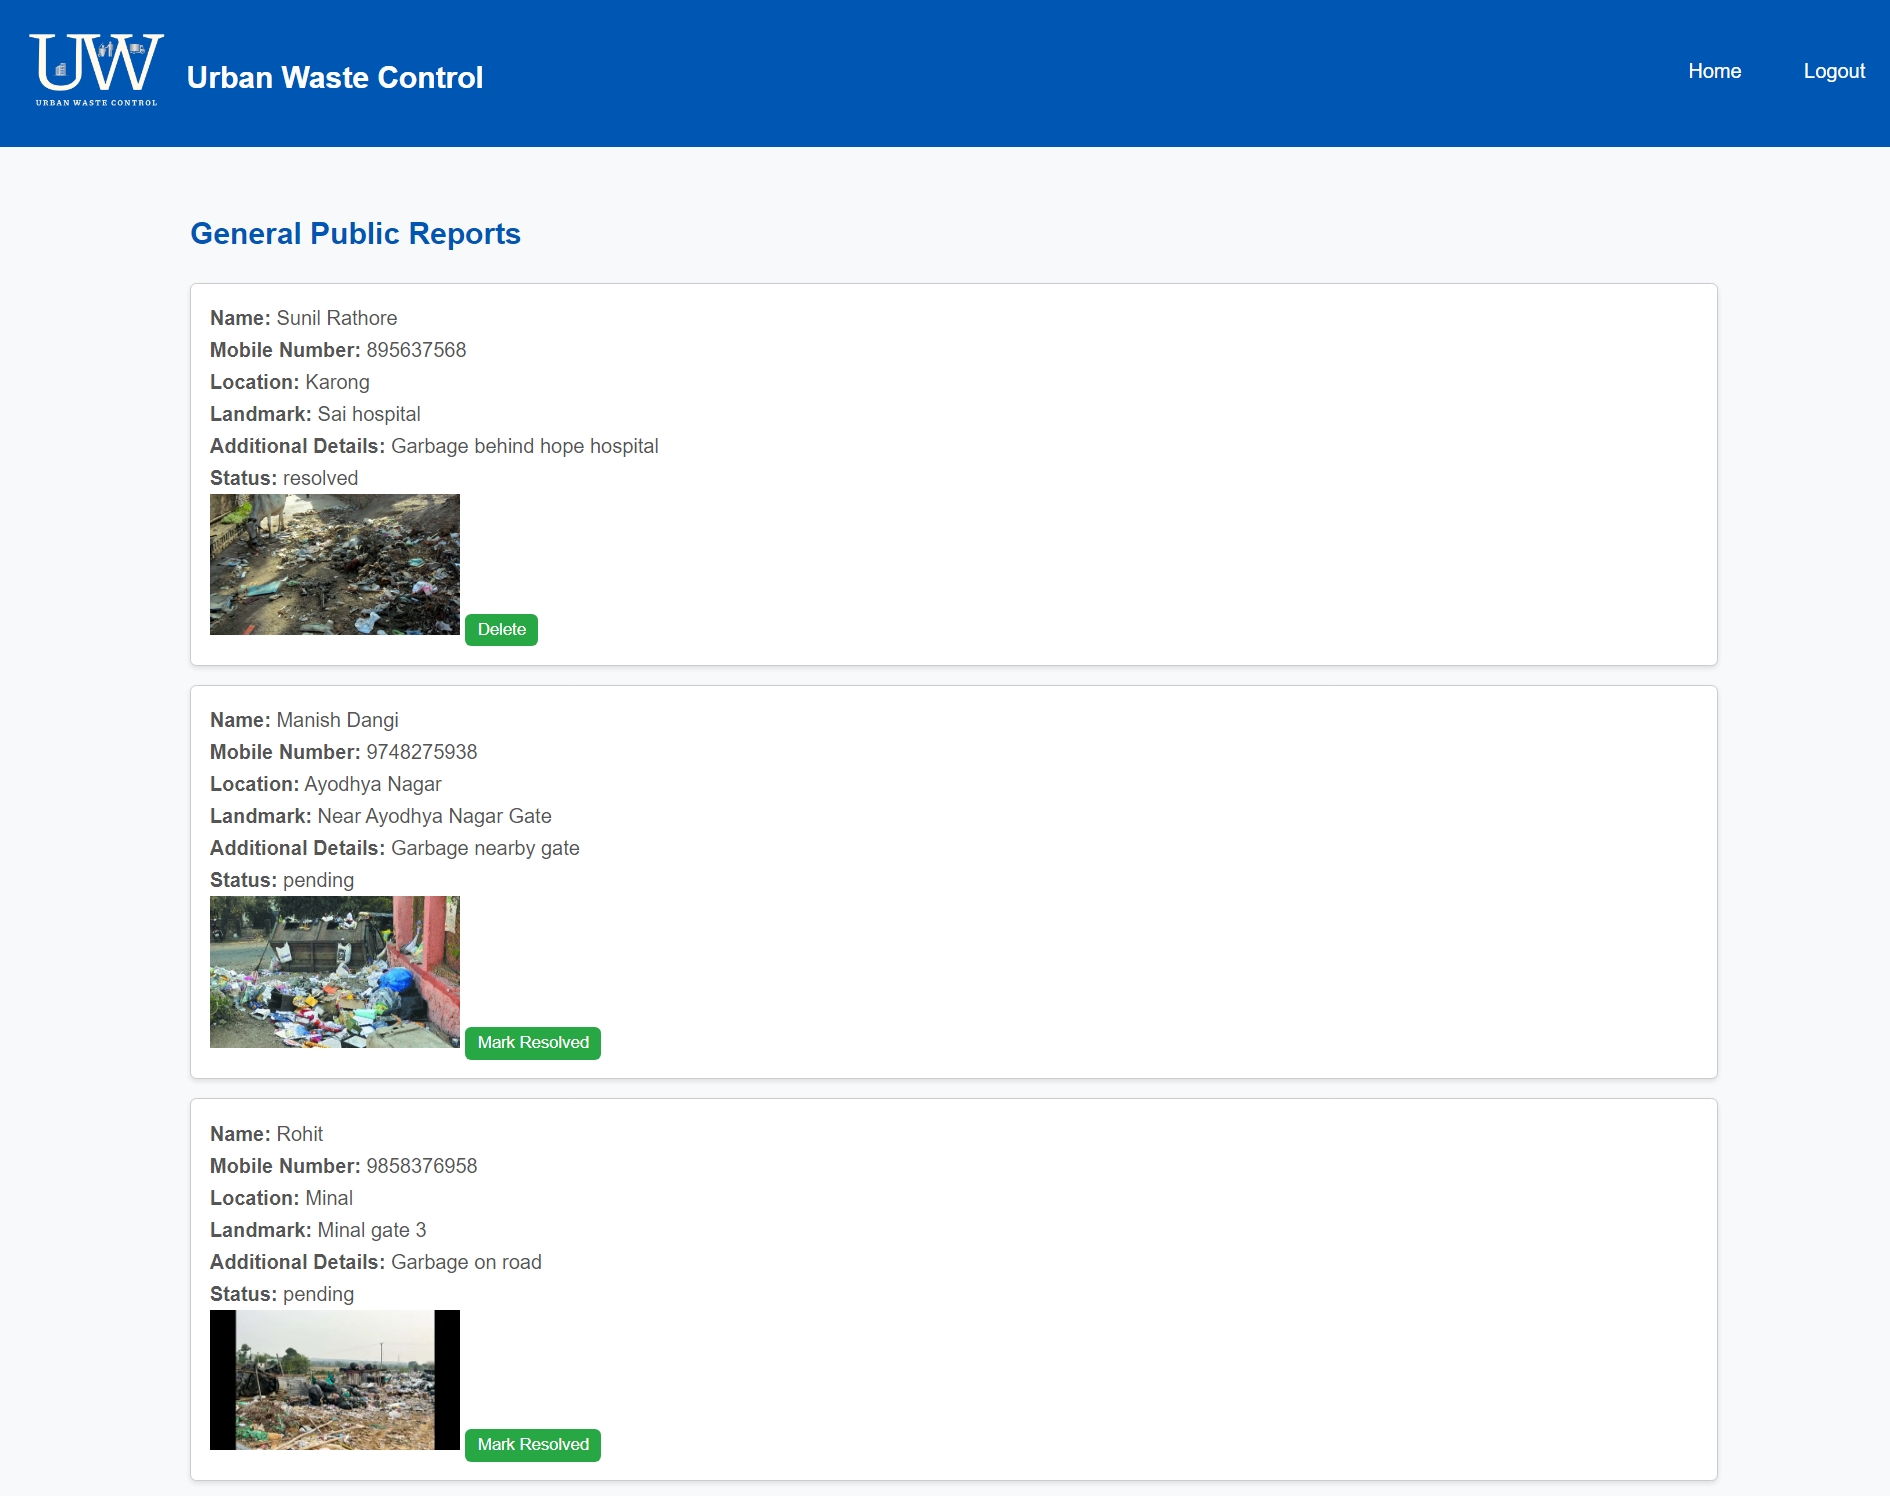 UW
URBAN WASTE CONTROL
Urban Waste Control
Home
Logout
General Public Reports
Name: Sunil Rathore
Mobile Number: 895637568
Location: Karong
Landmark: Sai hospital
Additional Details: Garbage behind hope hospital
Status: resolved
Delete
Name: Manish Dangi
Mobile Number: 9748275938
Location: Ayodhya Nagar
Landmark: Near Ayodhya Nagar Gate
Additional Details: Garbage nearby gate
Status: pending
Mark Resolved
Name: Rohit
Mobile Number: 9858376958
Location: Minal
Landmark: Minal gate 3
Additional Details: Garbage on road
Status: pending
Mark Resolved